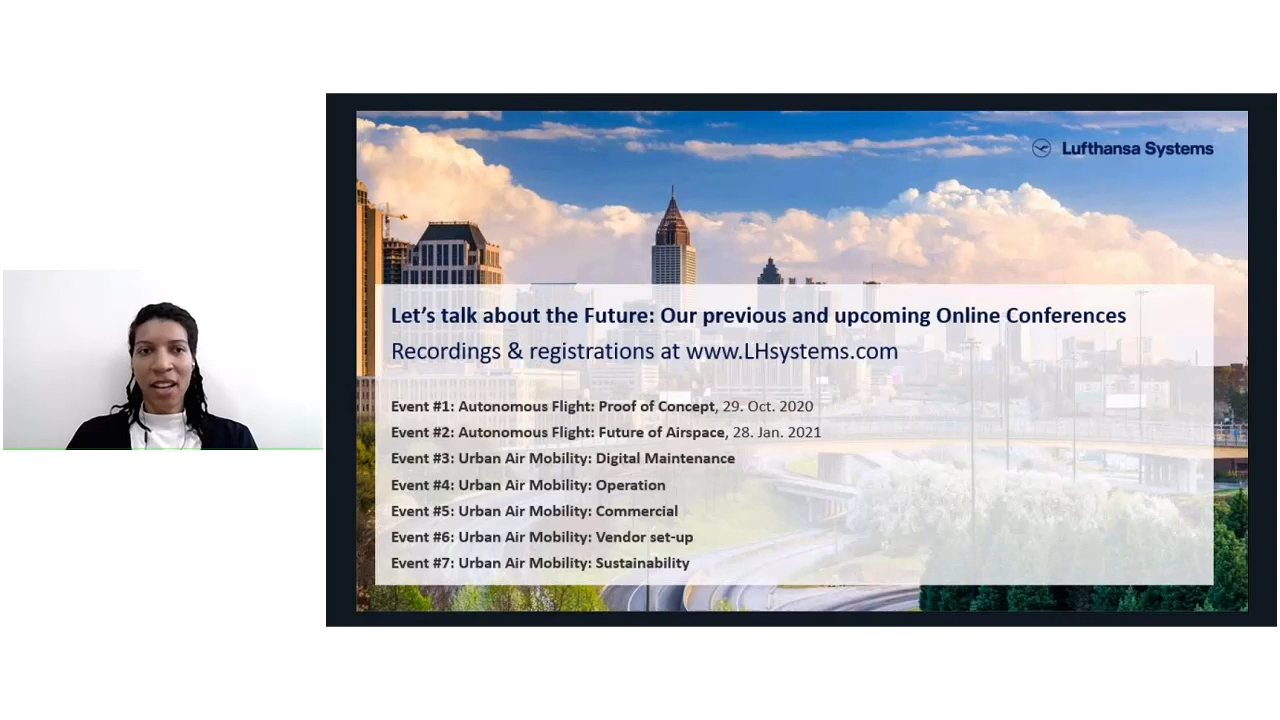 Lufthansa Systems
Let's talk about the Future: Our previous and upcoming Online Conferences
Recordings & registrations at www.LHsystems.com
Event #1: Autonomous Flight: Proof of Concept, 29. Oct. 2020
Event #2: Autonomous Flight: Future of Airspace, 28. Jan. 2021
Event #3: Urban Air Mobility: Digital Maintenance
Event #4: Urban Air Mobility: Operation
Event #5: Urban Air Mobility: Commercial
Event #6: Urban Air Mobility: Vendor set-up
Event #7: Urban Air Mobility: Sustainability